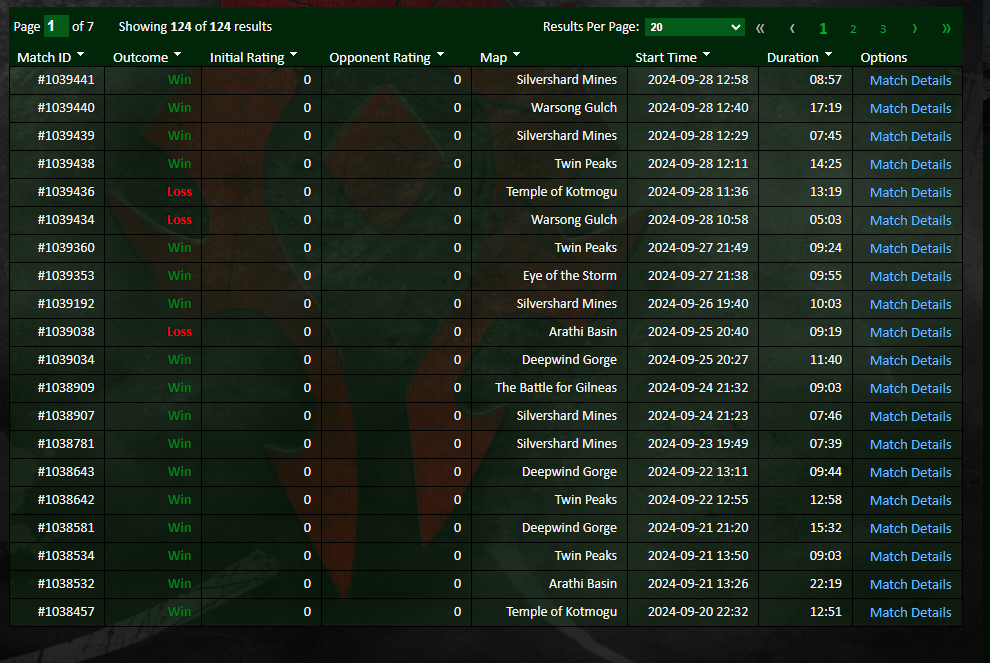 Page 1 of 7 Showing 124 of 124 results Results Per Page: 20 « ‹ 1 2 3 › »
Match ID Outcome Initial Rating Opponent Rating Map Start Time Duration Options
#1039441 Win 0 0 Silvershard Mines 2024-09-28 12:58 08:57 Match Details
#1039440 Win 0 0 Warsong Gulch 2024-09-28 12:40 17:19 Match Details
#1039439 Win 0 0 Silvershard Mines 2024-09-28 12:29 07:45 Match Details
#1039438 Win 0 0 Twin Peaks 2024-09-28 12:11 14:25 Match Details
#1039436 Loss 0 0 Temple of Kotmogu 2024-09-28 11:36 13:19 Match Details
#1039434 Loss 0 0 Warsong Gulch 2024-09-28 10:58 05:03 Match Details
#1039360 Win 0 0 Twin Peaks 2024-09-27 21:49 09:24 Match Details
#1039353 Win 0 0 Eye of the Storm 2024-09-27 21:38 09:55 Match Details
#1039192 Win 0 0 Silvershard Mines 2024-09-26 19:40 10:03 Match Details
#1039038 Loss 0 0 Arathi Basin 2024-09-25 20:40 09:19 Match Details
#1039034 Win 0 0 Deepwind Gorge 2024-09-25 20:27 11:40 Match Details
#1038909 Win 0 0 The Battle for Gilneas 2024-09-24 21:32 09:03 Match Details
#1038907 Win 0 0 Silvershard Mines 2024-09-24 21:23 07:46 Match Details
#1038781 Win 0 0 Silvershard Mines 2024-09-23 19:49 07:39 Match Details
#1038643 Win 0 0 Deepwind Gorge 2024-09-22 13:11 09:44 Match Details
#1038642 Win 0 0 Twin Peaks 2024-09-22 12:55 12:58 Match Details
#1038581 Win 0 0 Deepwind Gorge 2024-09-21 21:20 15:32 Match Details
#1038534 Win 0 0 Twin Peaks 2024-09-21 13:50 09:03 Match Details
#1038532 Win 0 0 Arathi Basin 2024-09-21 13:26 22:19 Match Details
#1038457 Win 0 0 Temple of Kotmogu 2024-09-20 22:32 12:51 Match Details